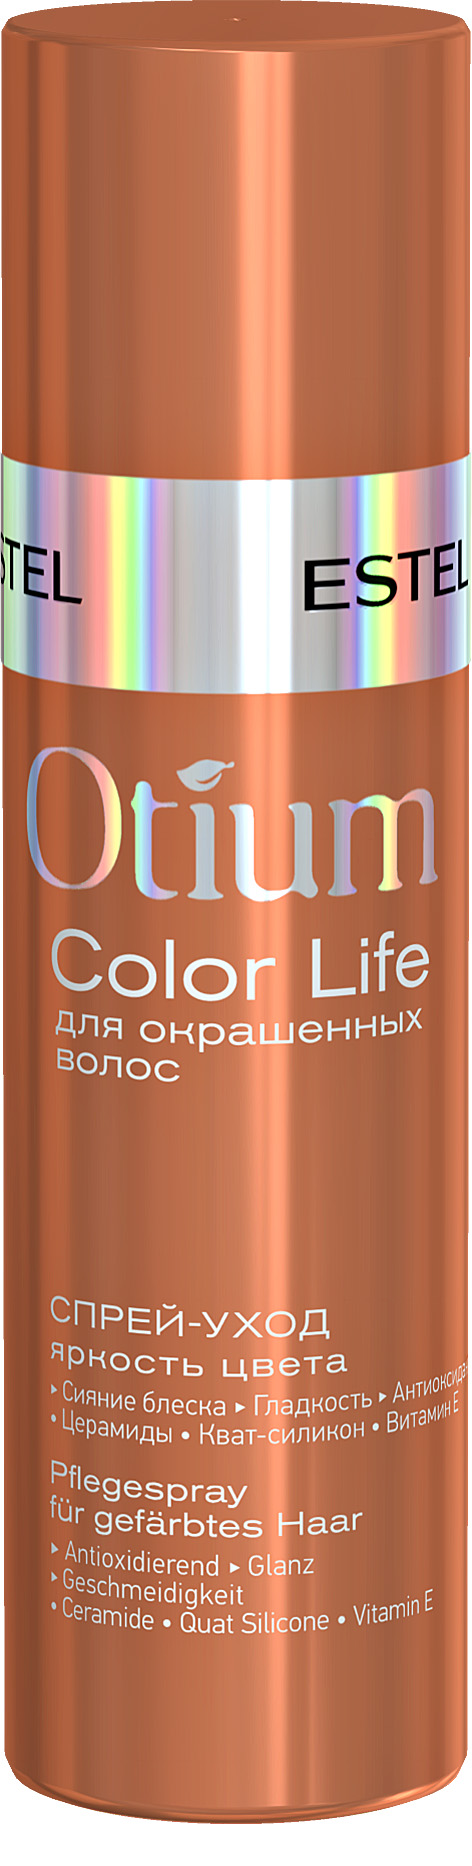 STEL ESTEL
Otium
Color Life
для окрашенных
волос
СПРЕЙ-УХОД
яркость цвета
▸ Сияние блеска ▸ Гладкость ▸
• Церамиды • Кват-силикон • Витамин Е
Pflegespray
für gefärbtes Haar
▸ Antioxidierend ▸ Glanz
▸ Geschmeidigkeit
• Ceramide • Quat Silicone • Vitamin E